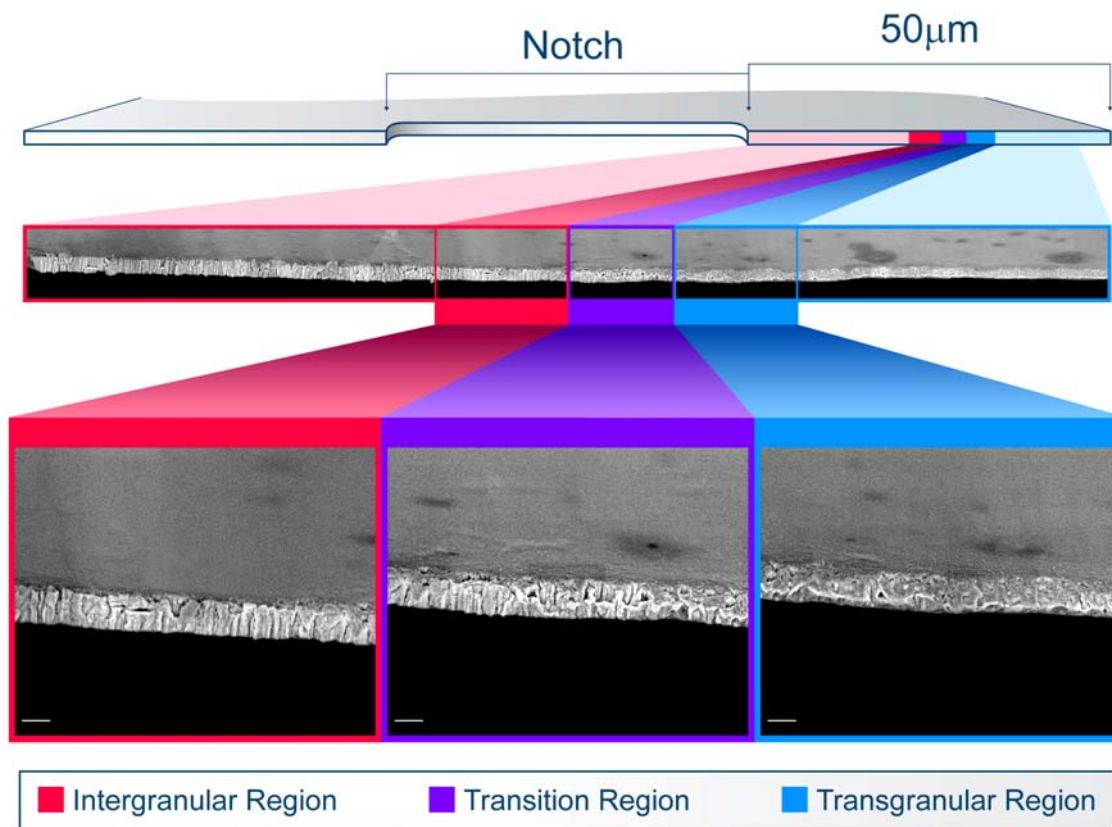 50μm
Notch
Intergranular Region
Transition Region
Transgranular Region